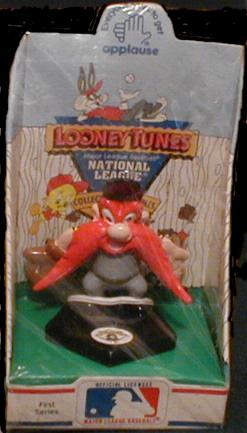 applause
LOONEY TUNES
Major League Baseball
NATIONAL
LEAGUE
First
Series
OFFICIAL LICENSEE
MAJOR LEAGUE BASEBALL